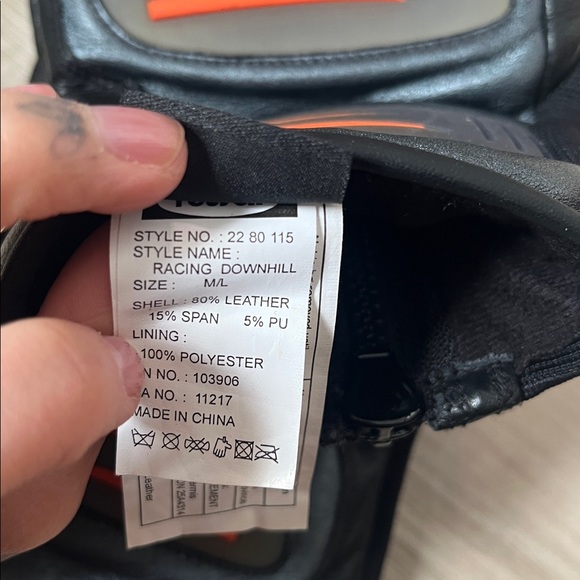 STYLE NO. : 22 80 115
STYLE NAME :
RACING DOWNHILL
SIZE : M/L
SHELL : 80% LEATHER
15% SPAN 5% PU
LINING :
100% POLYESTER
N NO. : 103906
A NO. : 11217
MADE IN CHINA